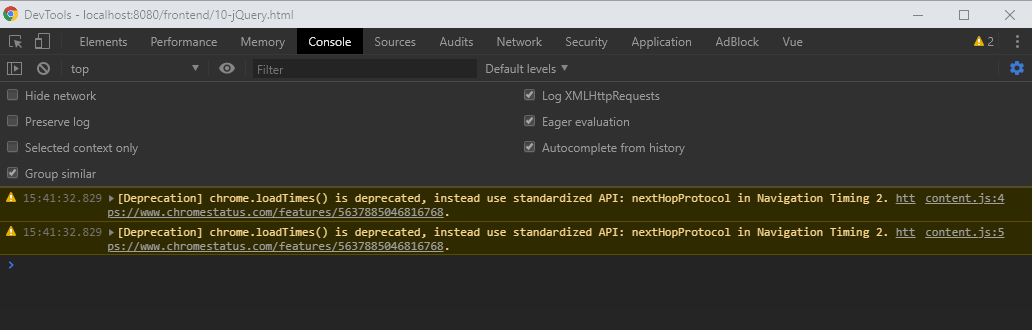 DevTools - localhost:8080/frontend/10-jQuery.html
Elements Performance Memory Console Sources Audits Network Security Application AdBlock Vue 2
top Filter Default levels
Hide network Log XMLHttpRequests
Preserve log Eager evaluation
Selected context only Autocomplete from history
Group similar
15:41:32.829 [Deprecation] chrome.loadTimes() is deprecated, instead use standardized API: nextHopProtocol in Navigation Timing 2. htt content.js:4
ps://www.chromestatus.com/features/5637885046816768.
15:41:32.829 [Deprecation] chrome.loadTimes() is deprecated, instead use standardized API: nextHopProtocol in Navigation Timing 2. htt content.js:5
ps://www.chromestatus.com/features/5637885046816768.